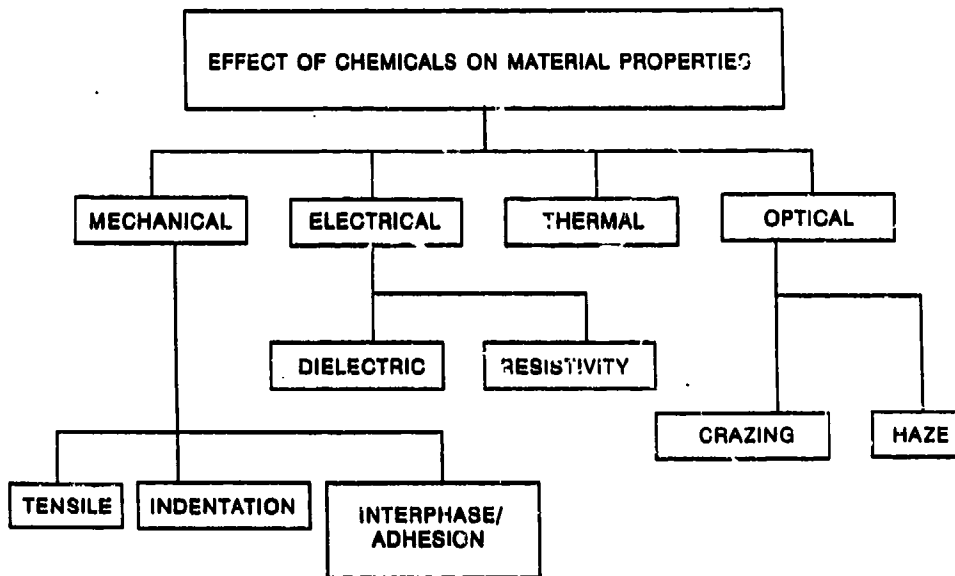 EFFECT OF CHEMICALS ON MATERIAL PROPERTIES
MECHANICAL
ELECTRICAL
THERMAL
OPTICAL
DIELECTRIC
RESISTIVITY
CRAZING
HAZE
TENSILE
INDENTATION
INTERPHASE/
ADHESION